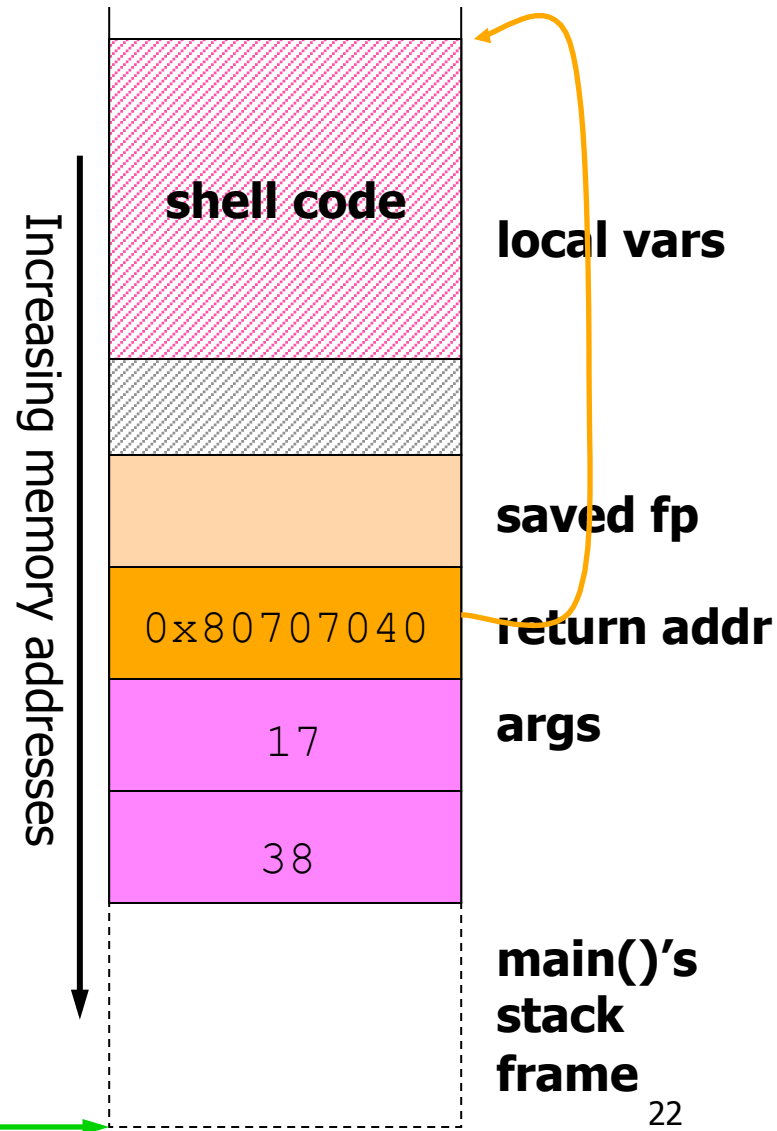 shell code
local vars
Increasing memory addresses
saved fp
0x80707040
return addr
17
args
38
main()’s
stack
frame
22